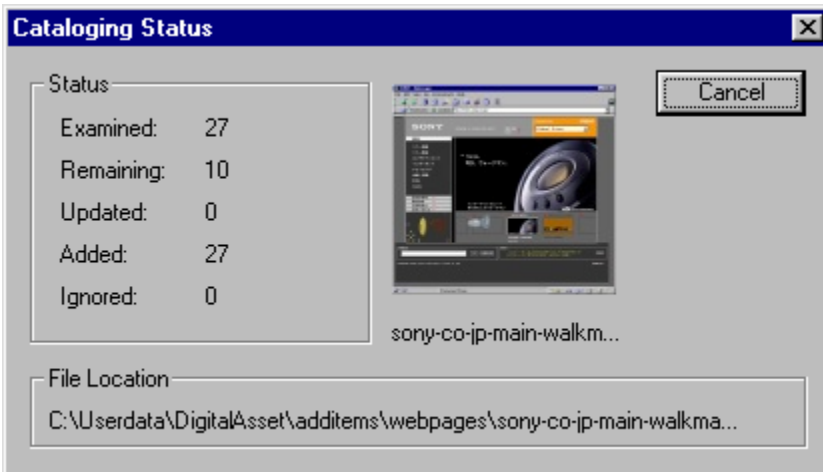 Cataloging Status
Status
Cancel
Examined: 27
Remaining: 10
Updated: 0
Added: 27
Ignored: 0
SONY
sony-co-jp-main-walkm...
File Location
C:\Userdata\DigitalAsset\additems\webpages\sony-co-jp-main-walkma...